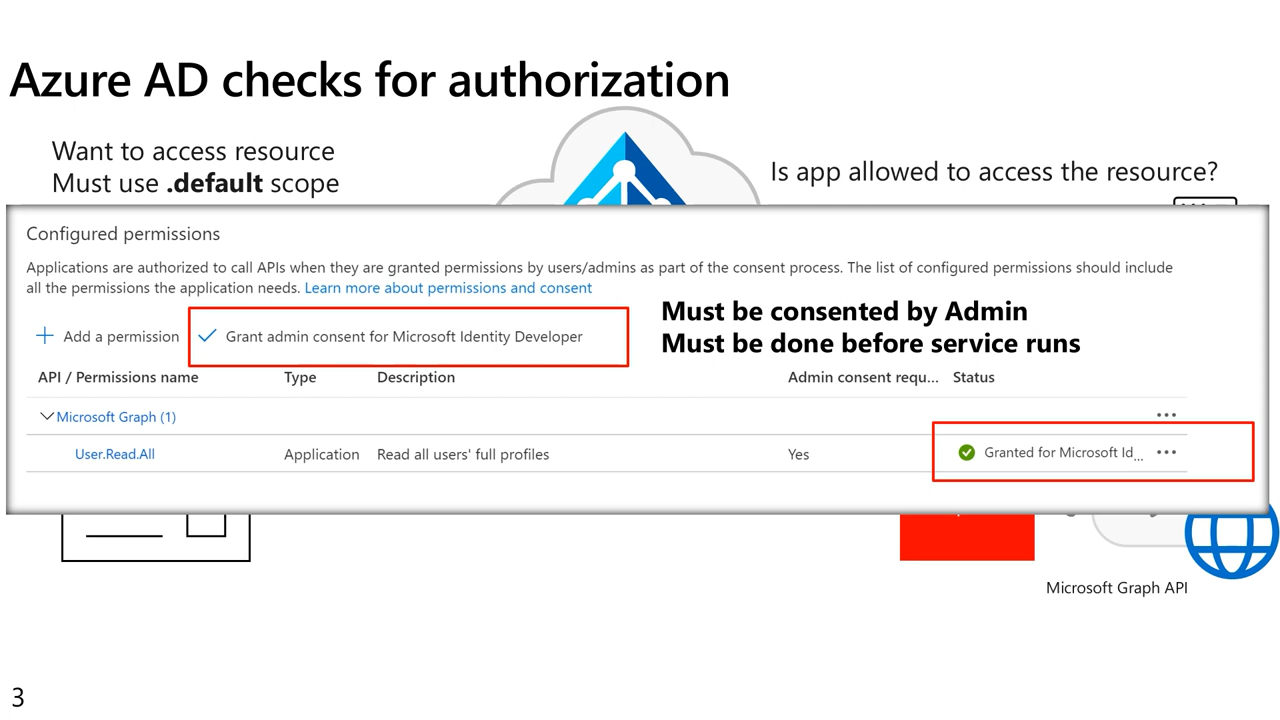 Azure AD checks for authorization
Want to access resource
Must use .default scope
Is app allowed to access the resource?
Configured permissions
Applications are authorized to call APIs when they are granted permissions by users/admins as part of the consent process. The list of configured permissions should include
all the permissions the application needs. Learn more about permissions and consent
Must be consented by Admin
Must be done before service runs
Add a permission
Grant admin consent for Microsoft Identity Developer
API / Permissions name Type Description Admin consent requ... Status
Microsoft Graph (1) ...
User.Read.All Application Read all users' full profiles Yes Granted for Microsoft Id... ...
Microsoft Graph API
3